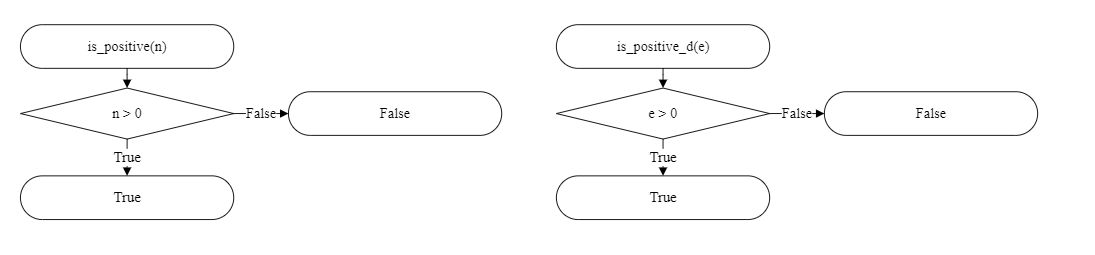 is_positive(n)
n > 0
False
False
True
True
is_positive_d(e)
e > 0
False
False
True
True